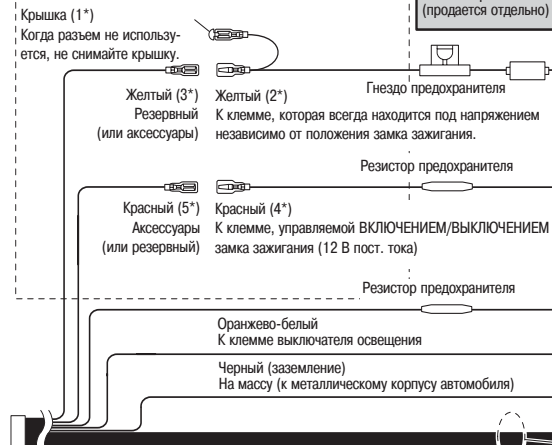 (продается отдельно)
Крышка (1*)
Когда разъем не использу-
ется, не снимайте крышку.
Гнездо предохранителя
Желтый (3*)
Резервный
(или аксессуары)
Желтый (2*)
К клемме, которая всегда находится под напряжением
независимо от положения замка зажигания.
Резистор предохранителя
Красный (5*)
Аксессуары
(или резервный)
Красный (4*)
К клемме, управляемой ВКЛЮЧЕНИЕМ/ВЫКЛЮЧЕНИЕМ
замка зажигания (12 В пост. тока)
Резистор предохранителя
Оранжево-белый
К клемме выключателя освещения
Черный (заземление)
На массу (к металлическому корпусу автомобиля)